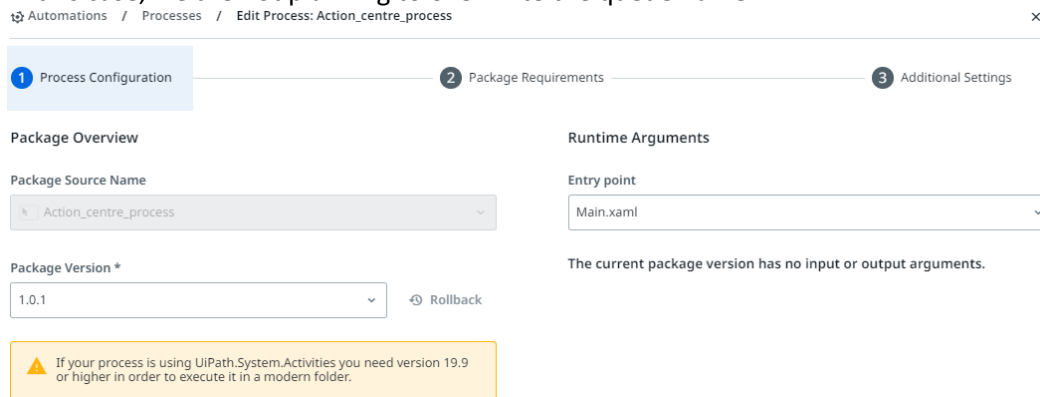 Automations / Processes / Edit Process: Action_centre_process
1 Process Configuration
2 Package Requirements
3 Additional Settings
Package Overview
Runtime Arguments
Package Source Name
Entry point
Action_centre_process
Main.xaml
Package Version *
The current package version has no input or output arguments.
1.0.1
Rollback
If your process is using UiPath.System.Activities you need version 19.9
or higher in order to execute it in a modern folder.